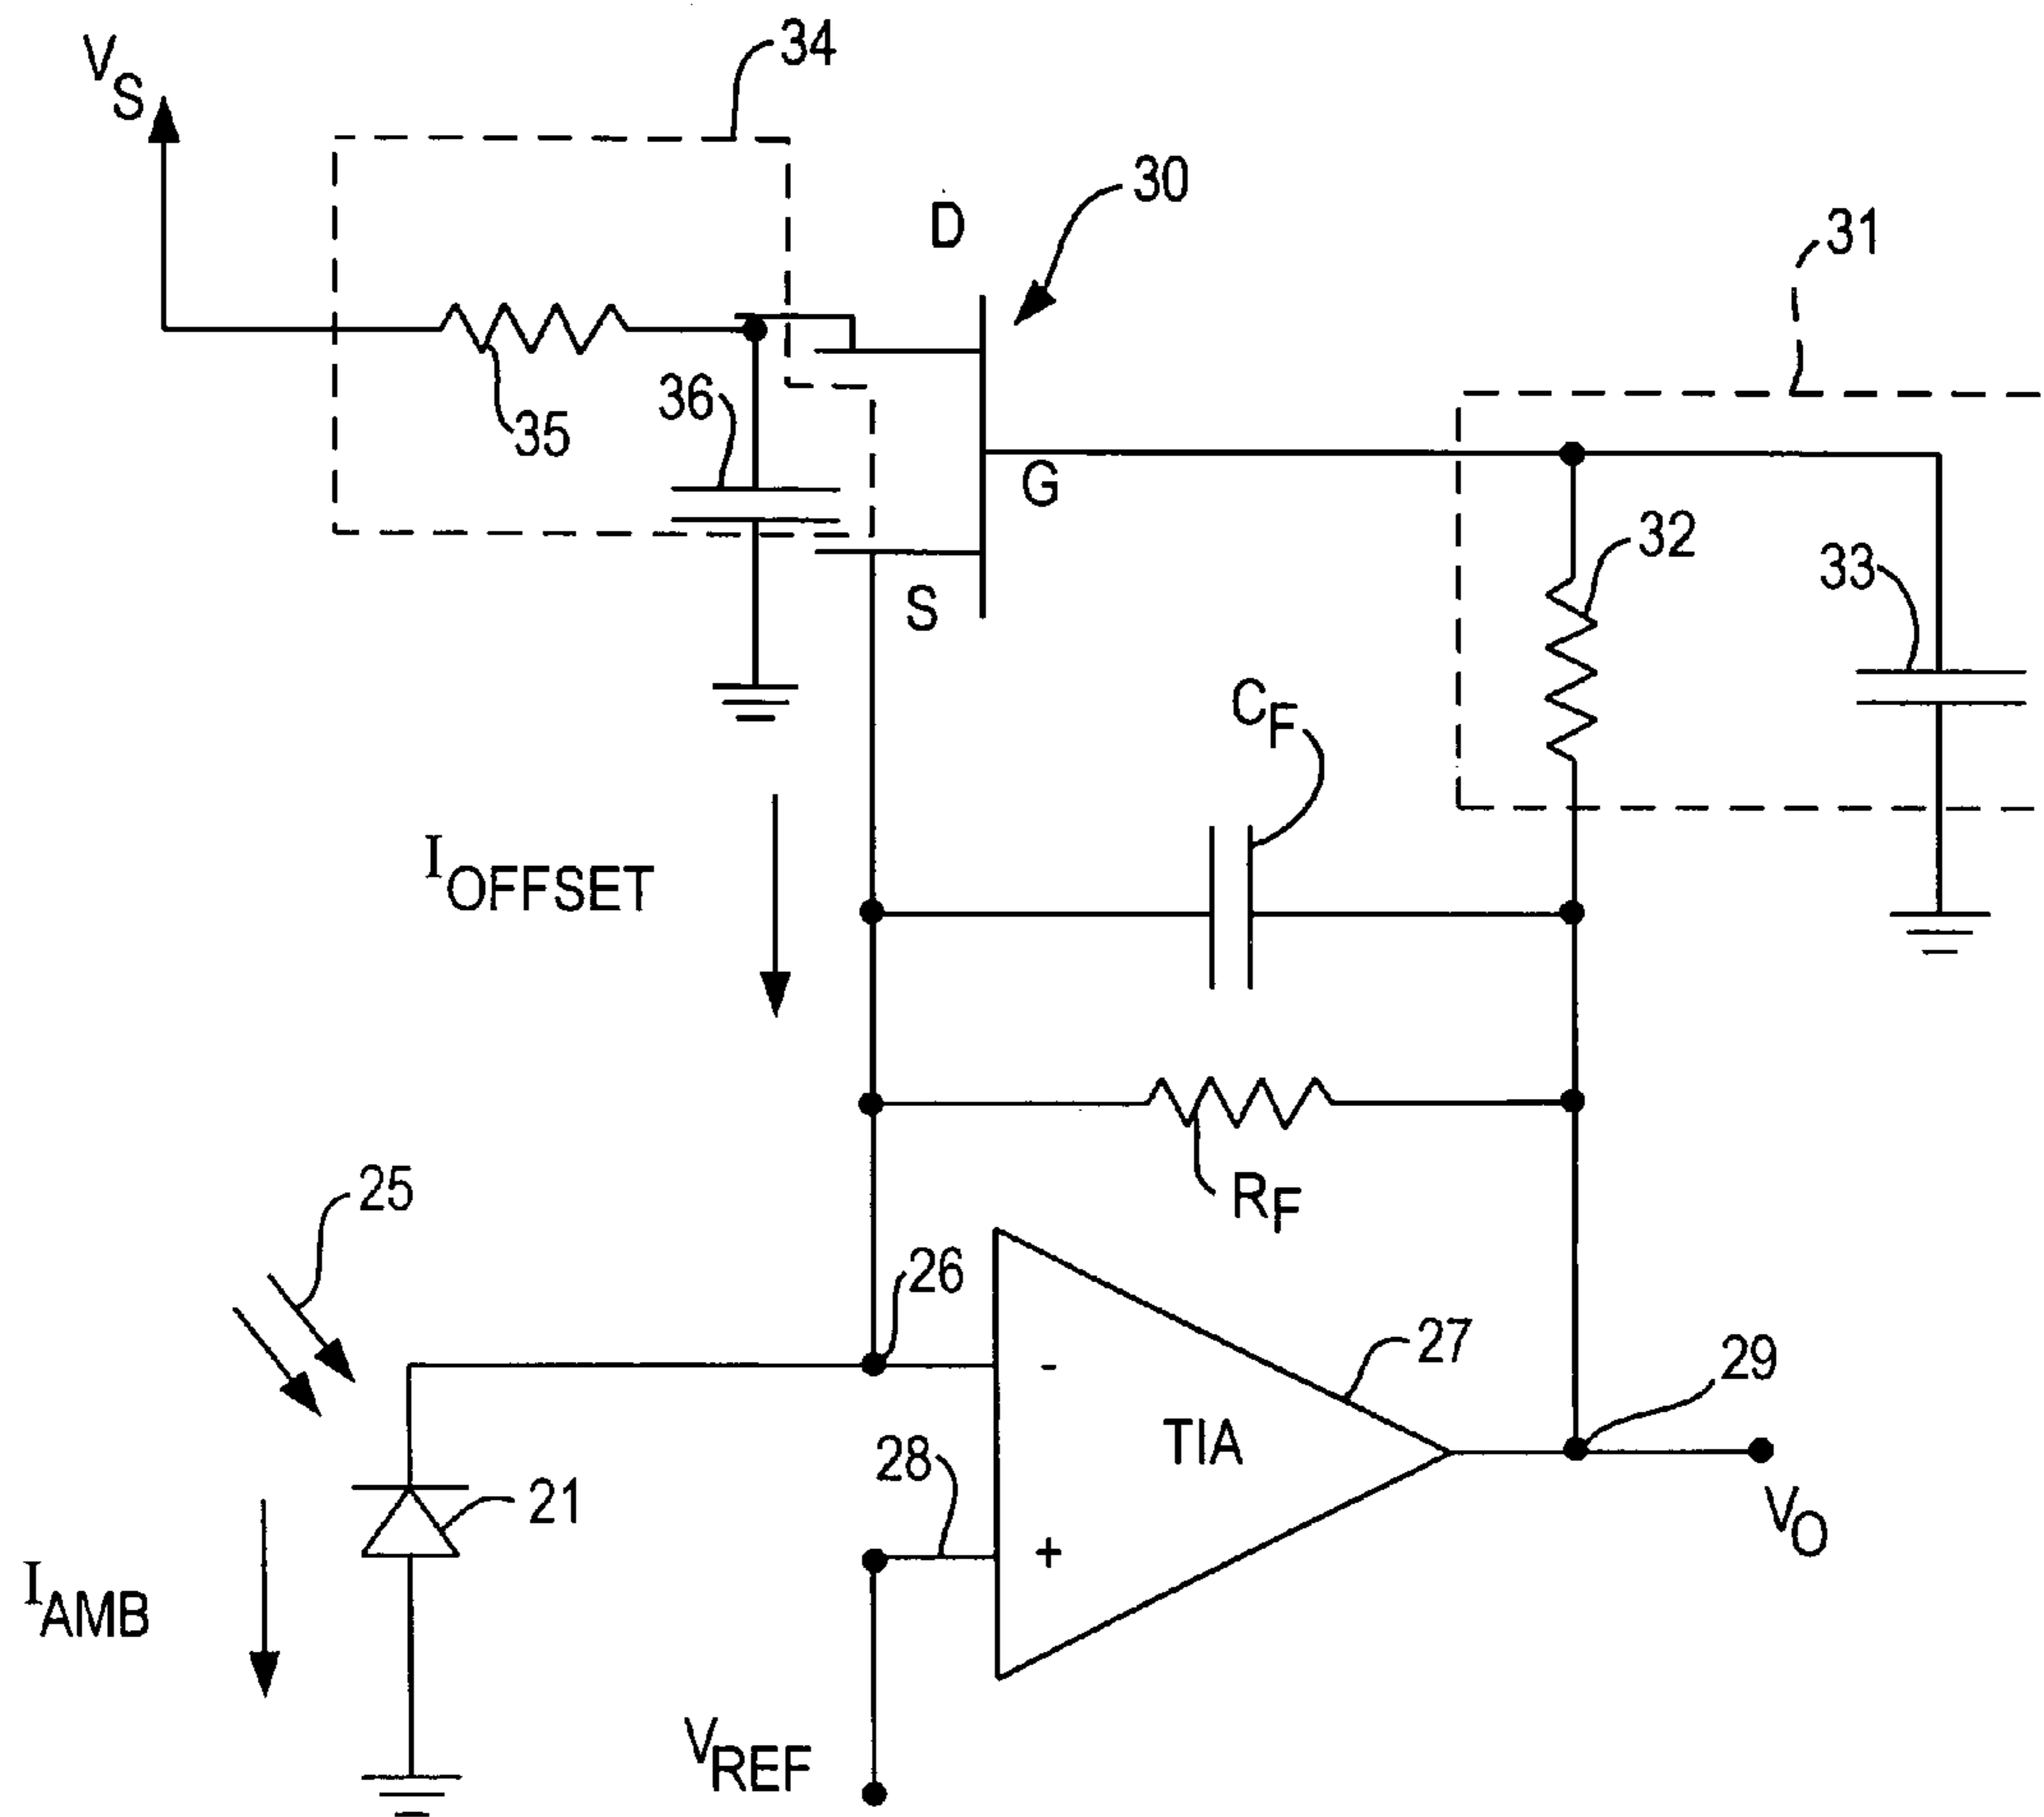 34
V_S
30
D
31
36
35
G
32
33
S
C_F
I_OFFSET
25
R_F
26
27
29
-
TIA
28
21
+
V_O
I_AMB
V_REF